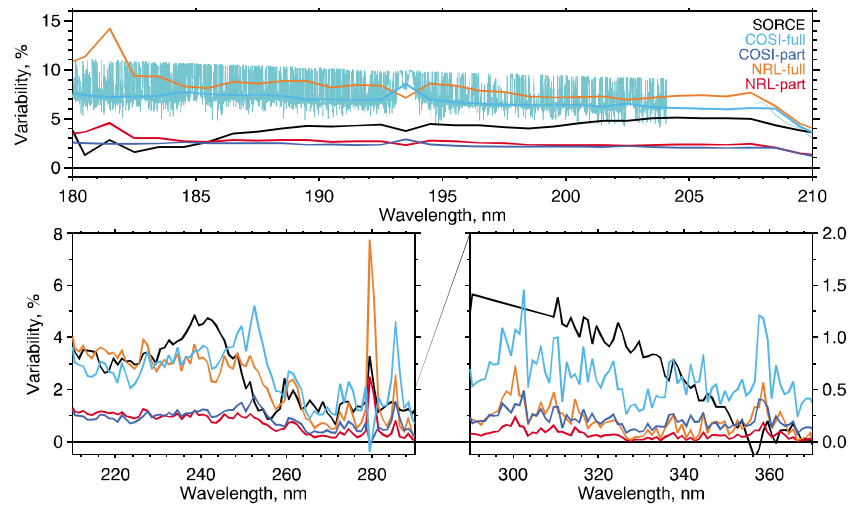 15
10
5
0
Variability, %
SORCE
COSI-full
COSI-part
NRL-full
NRL-part
180 185 190 195 200 205 210
Wavelength, nm
8
6
4
2
0
Variability, %
220 240 260 280
Wavelength, nm
2.0
1.5
1.0
0.5
0.0
300 320 340 360
Wavelength, nm